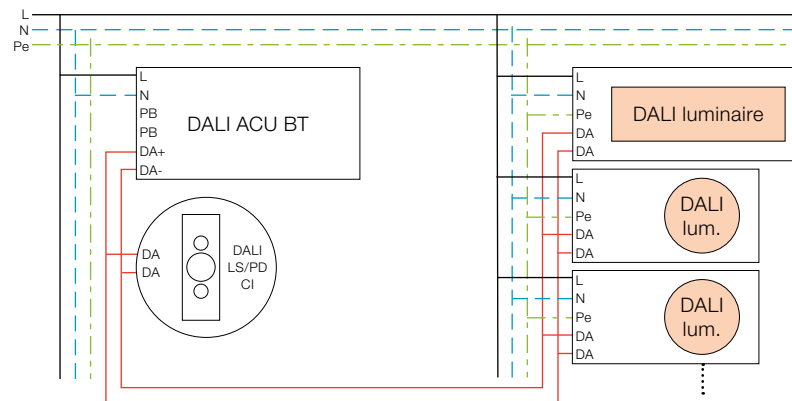 L
N
Pe
L
N
PB
PB
DA+
DA-
DALI ACU BT
DA
DA
DALI
LS/PD
CI
L
N
Pe
DA
DA
DALI luminaire
L
N
Pe
DA
DA
DALI
lum.
L
N
Pe
DA
DA
DALI
lum.